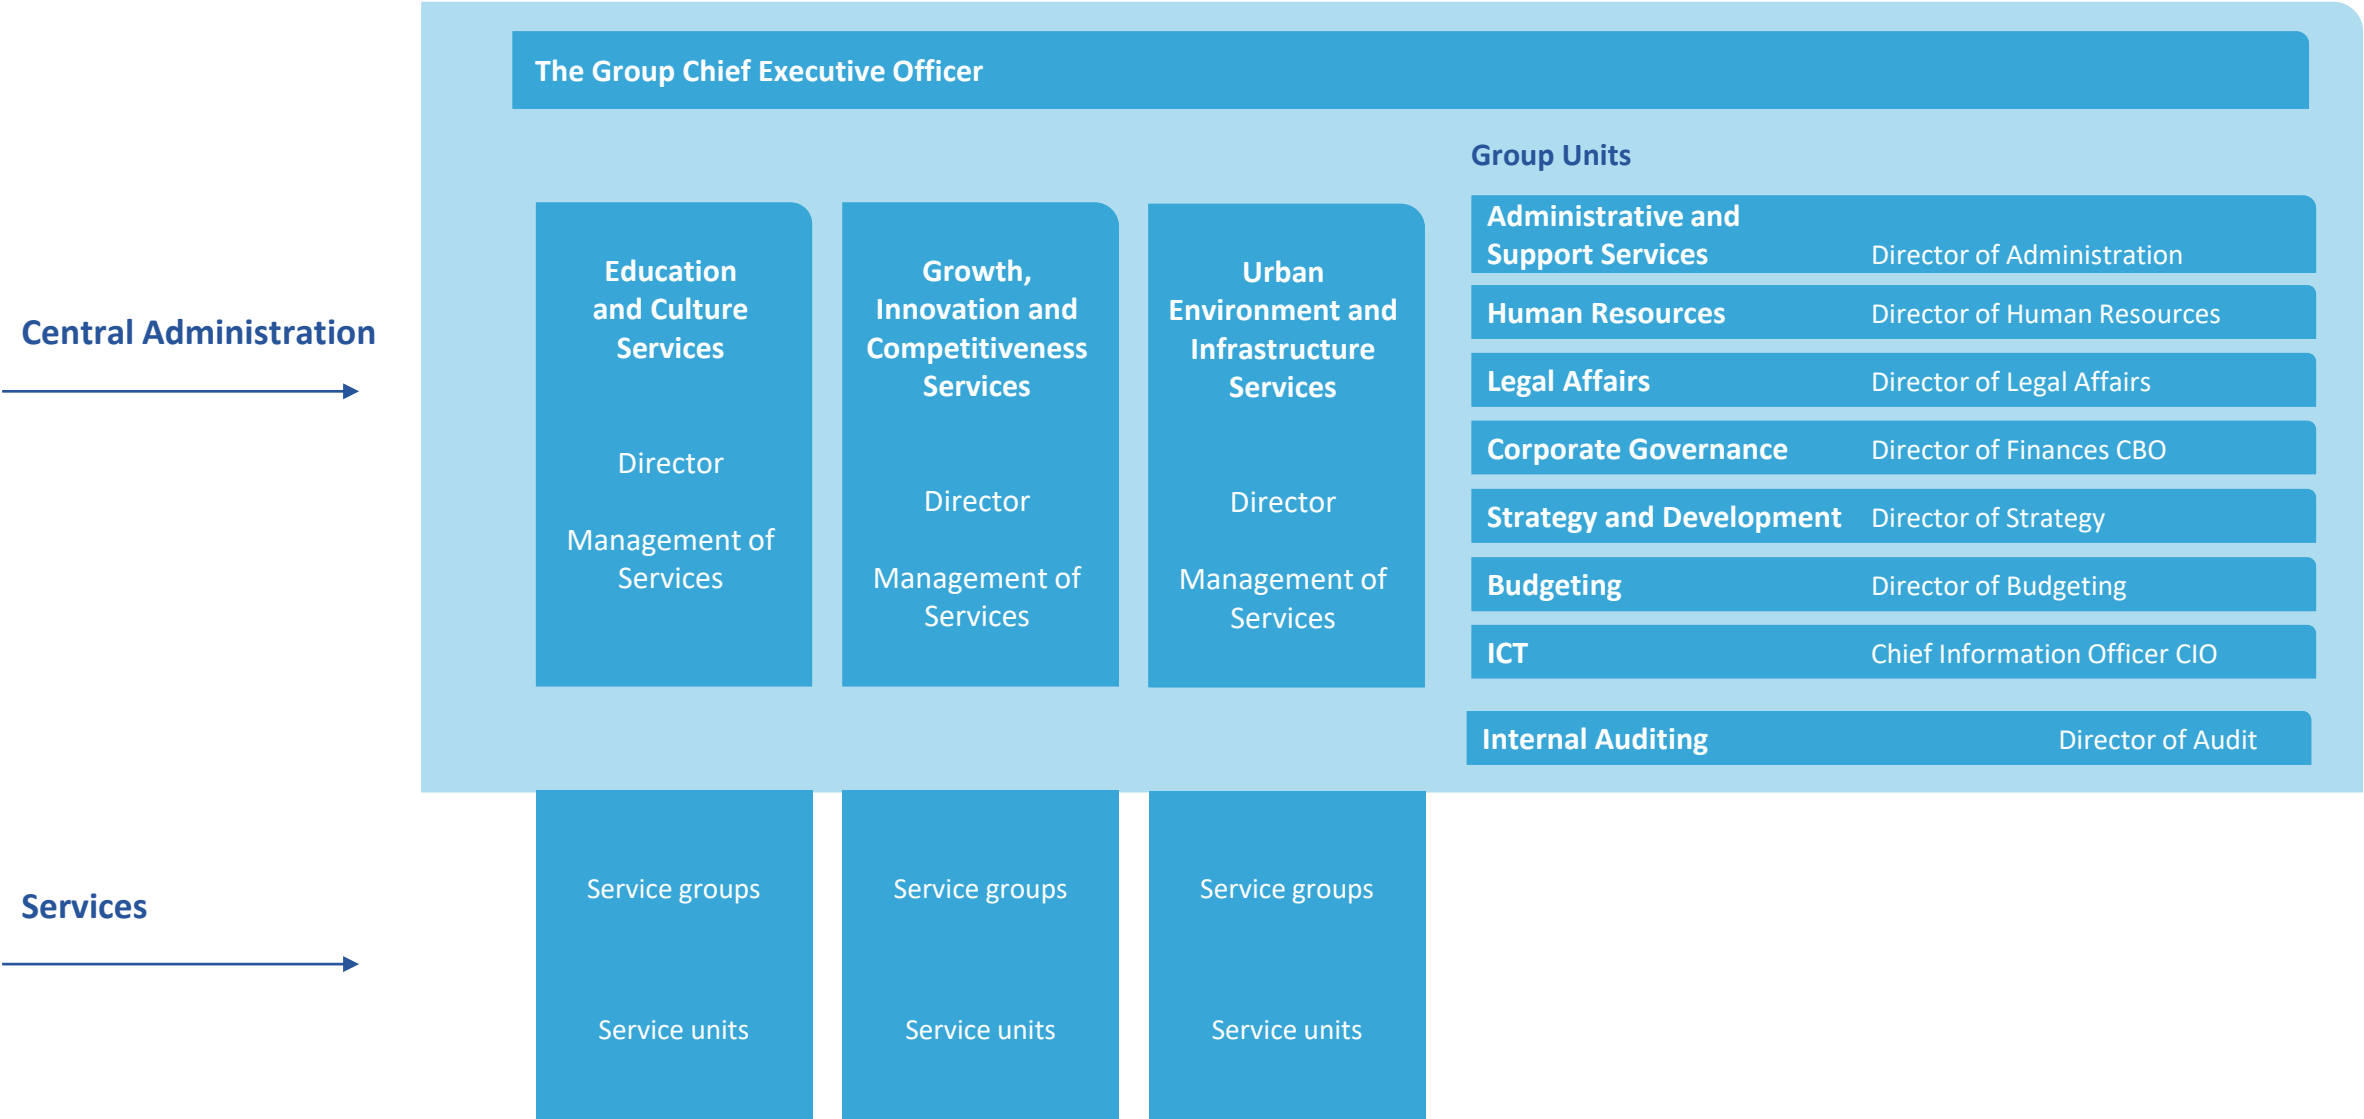 The Group Chief Executive Officer
Central Administration
Education
and Culture
Services
Director
Management of
Services
Growth,
Innovation and
Competitiveness
Services
Director
Management of
Services
Urban
Environment and
Infrastructure
Services
Director
Management of
Services
Group Units
Administrative and
Support Services Director of Administration
Human Resources Director of Human Resources
Legal Affairs Director of Legal Affairs
Corporate Governance Director of Finances CBO
Strategy and Development Director of Strategy
Budgeting Director of Budgeting
ICT Chief Information Officer CIO
Internal Auditing Director of Audit
Services
Service groups
Service units
Service groups
Service units
Service groups
Service units